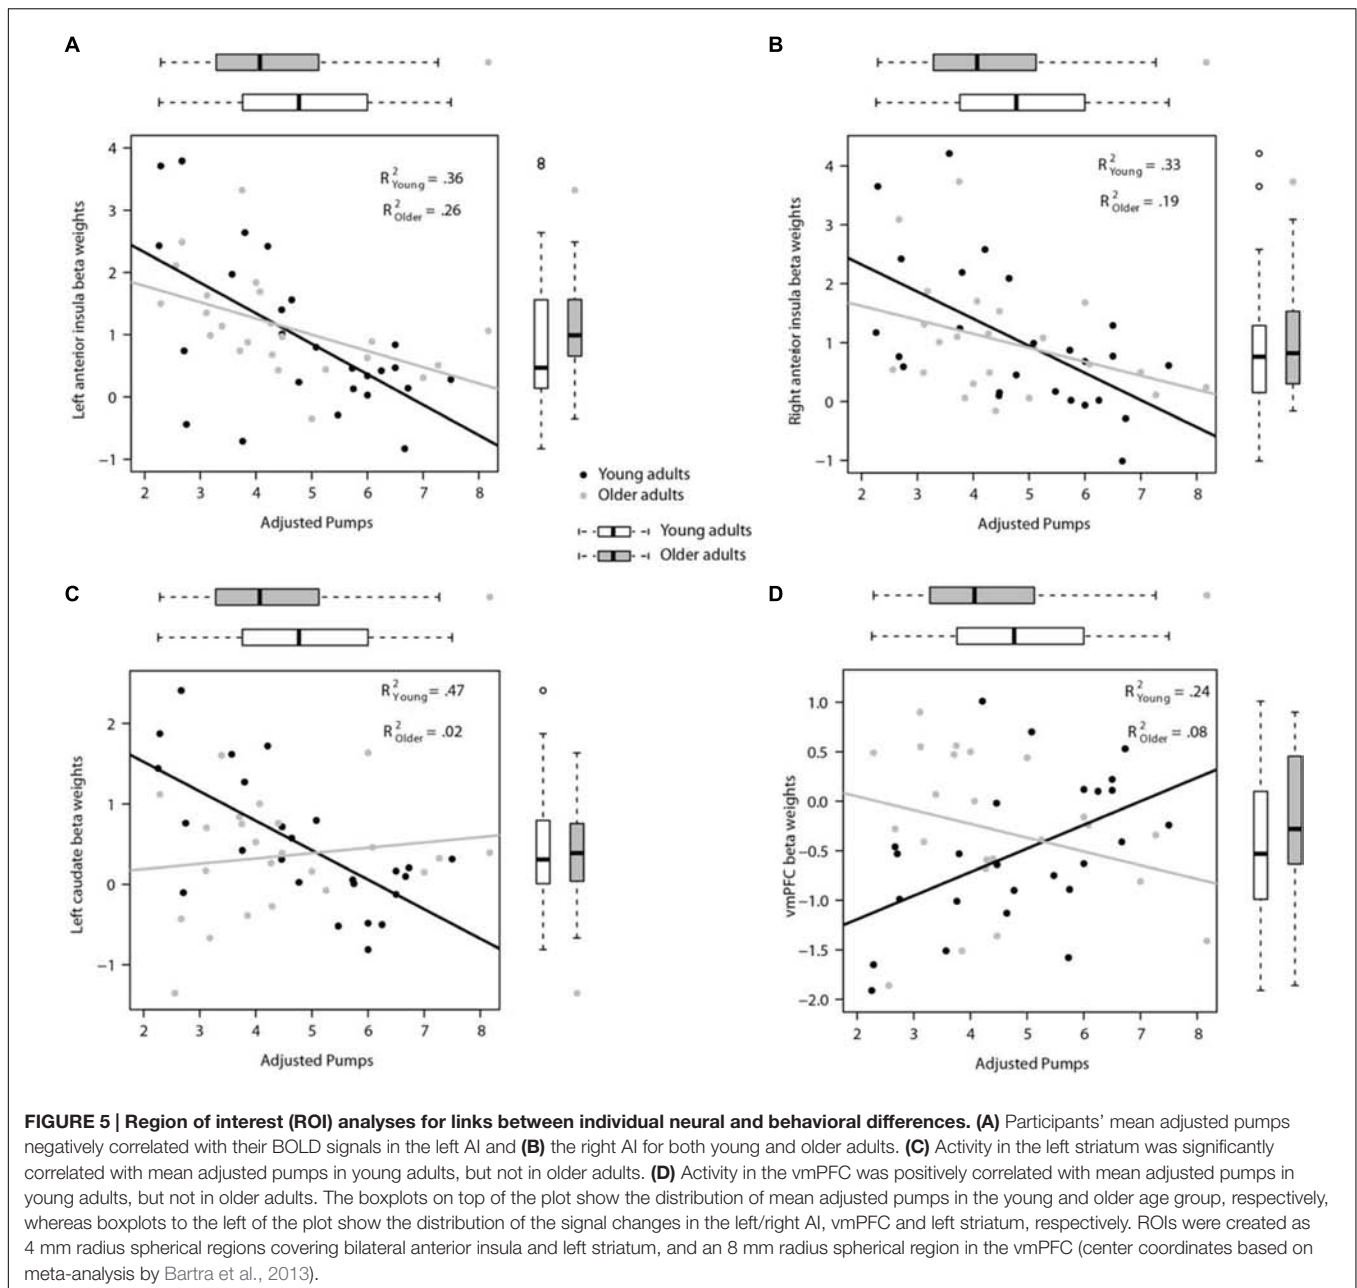 A
B
R²Young = .36
R²Older = .26
4
3
2
1
0
−1
Left anterior insula beta weights
2 3 4 5 6 7 8
Adjusted Pumps
R²Young = .33
R²Older = .19
4
3
2
1
0
−1
Right anterior insula beta weights
2 3 4 5 6 7 8
Adjusted Pumps
Young adults
Older adults
Young adults
Older adults
C
D
R²Young = .47
R²Older = .02
2
1
0
−1
Left caudate beta weights
2 3 4 5 6 7 8
Adjusted Pumps
R²Young = .24
R²Older = .08
1.0
0.5
0.0
−0.5
−1.0
−1.5
−2.0
vmPFC beta weights
2 3 4 5 6 7 8
Adjusted Pumps
FIGURE 5 | Region of interest (ROI) analyses for links between individual neural and behavioral differences. (A) Participants' mean adjusted pumps
negatively correlated with their BOLD signals in the left AI and (B) the right AI for both young and older adults. (C) Activity in the left striatum was significantly
correlated with mean adjusted pumps in young adults, but not in older adults. (D) Activity in the vmPFC was positively correlated with mean adjusted pumps in
young adults, but not in older adults. The boxplots on top of the plot show the distribution of mean adjusted pumps in the young and older age group, respectively,
whereas boxplots to the left of the plot show the distribution of the signal changes in the left/right AI, vmPFC and left striatum, respectively. ROIs were created as
4 mm radius spherical regions covering bilateral anterior insula and left striatum, and an 8 mm radius spherical region in the vmPFC (center coordinates based on
meta-analysis by Bartra et al., 2013).